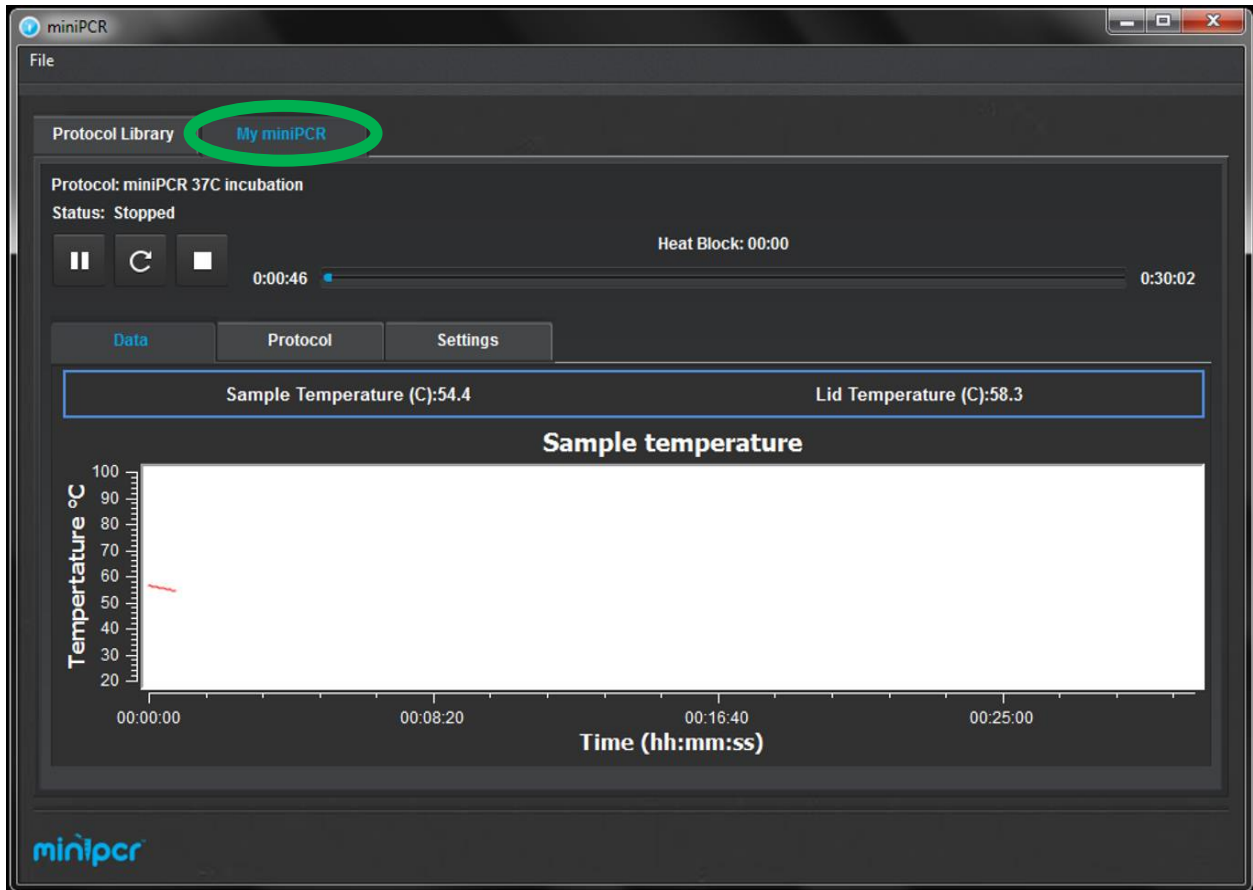 miniPCR
File
Protocol Library My miniPCR
Protocol: miniPCR 37C incubation
Status: Stopped
Heat Block: 00:00
0:00:46 0:30:02
Data Protocol Settings
Sample Temperature (C):54.4 Lid Temperature (C):58.3
Sample temperature
Tempertature °C
100
90
80
70
60
50
40
30
20
00:00:00 00:08:20 00:16:40 00:25:00
Time (hh:mm:ss)
minipcr